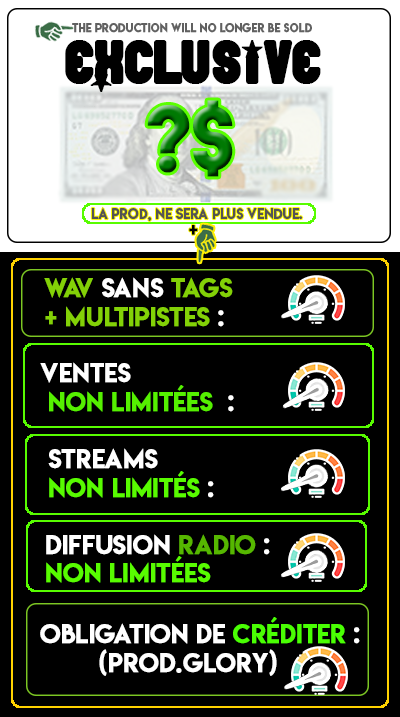 THE PRODUCTION WILL NO LONGER BE SOLD
EXCLUSIVE
?$
LA PROD, NE SERA PLUS VENDUE.
+
WAV SANS TAGS
+ MULTIPISTES :
VENTES
NON LIMITÉES :
STREAMS
NON LIMITÉS :
DIFFUSION RADIO :
NON LIMITÉES
OBLIGATION DE CRÉDITER :
(PROD.GLORY)